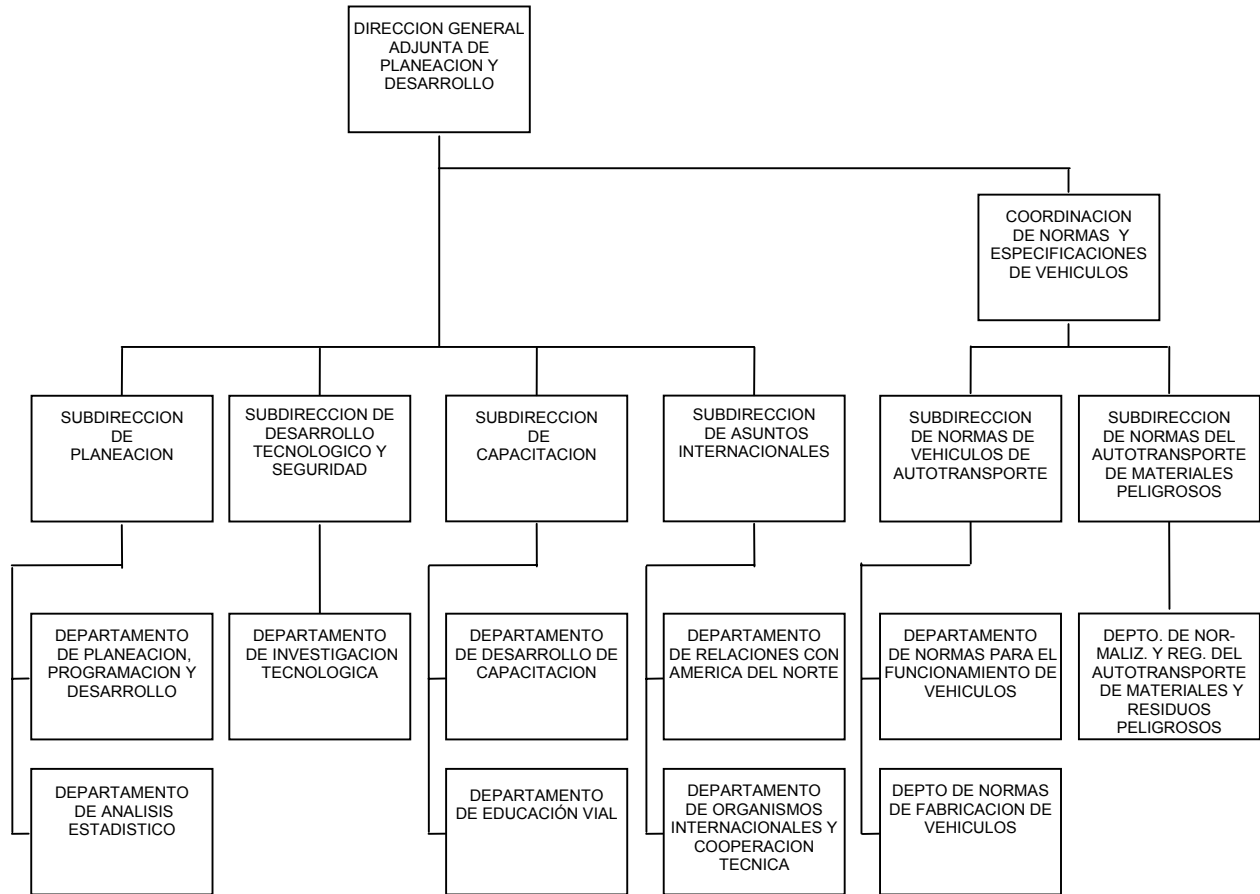 DIRECCION GENERAL
ADJUNTA DE
PLANEACION Y
DESARROLLO
COORDINACION
DE NORMAS Y
ESPECIFICACIONES
DE VEHICULOS
SUBDIRECCION
DE
PLANEACION
SUBDIRECCION DE
DESARROLLO
TECNOLOGICO Y
SEGURIDAD
SUBDIRECCION
DE
CAPACITACION
SUBDIRECCION
DE ASUNTOS
INTERNACIONALES
SUBDIRECCION
DE NORMAS DE
VEHICULOS DE
AUTOTRANSPORTE
SUBDIRECCION
DE NORMAS DEL
AUTOTRANSPORTE
DE MATERIALES
PELIGROSOS
DEPARTAMENTO
DE PLANEACION,
PROGRAMACION Y
DESARROLLO
DEPARTAMENTO
DE INVESTIGACION
TECNOLOGICA
DEPARTAMENTO
DE DESARROLLO DE
CAPACITACION
DEPARTAMENTO
DE RELACIONES CON
AMERICA DEL NORTE
DEPARTAMENTO
DE NORMAS PARA EL
FUNCIONAMIENTO DE
VEHICULOS
DEPTO. DE NOR-
MALIZ. Y REG. DEL
AUTOTRANSPORTE
DE MATERIALES Y
RESIDUOS
PELIGROSOS
DEPARTAMENTO
DE ANALISIS
ESTADISTICO
DEPARTAMENTO
DE EDUCACIÓN VIAL
DEPARTAMENTO
DE ORGANISMOS
INTERNACIONALES Y
COOPERACION
TECNICA
DEPTO DE NORMAS
DE FABRICACION DE
VEHICULOS